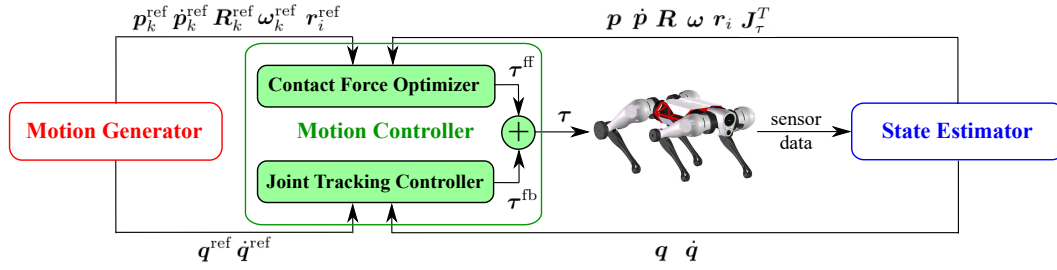 p_k^ref ṗ_k^ref R_k^ref ω_k^ref r_i^ref
p ṗ R ω r_i J_τ^T
Contact Force Optimizer
τ^ff
Motion Generator
Motion Controller
+
τ
sensor
data
State Estimator
Joint Tracking Controller
τ^fb
q^ref q̇^ref
q q̇